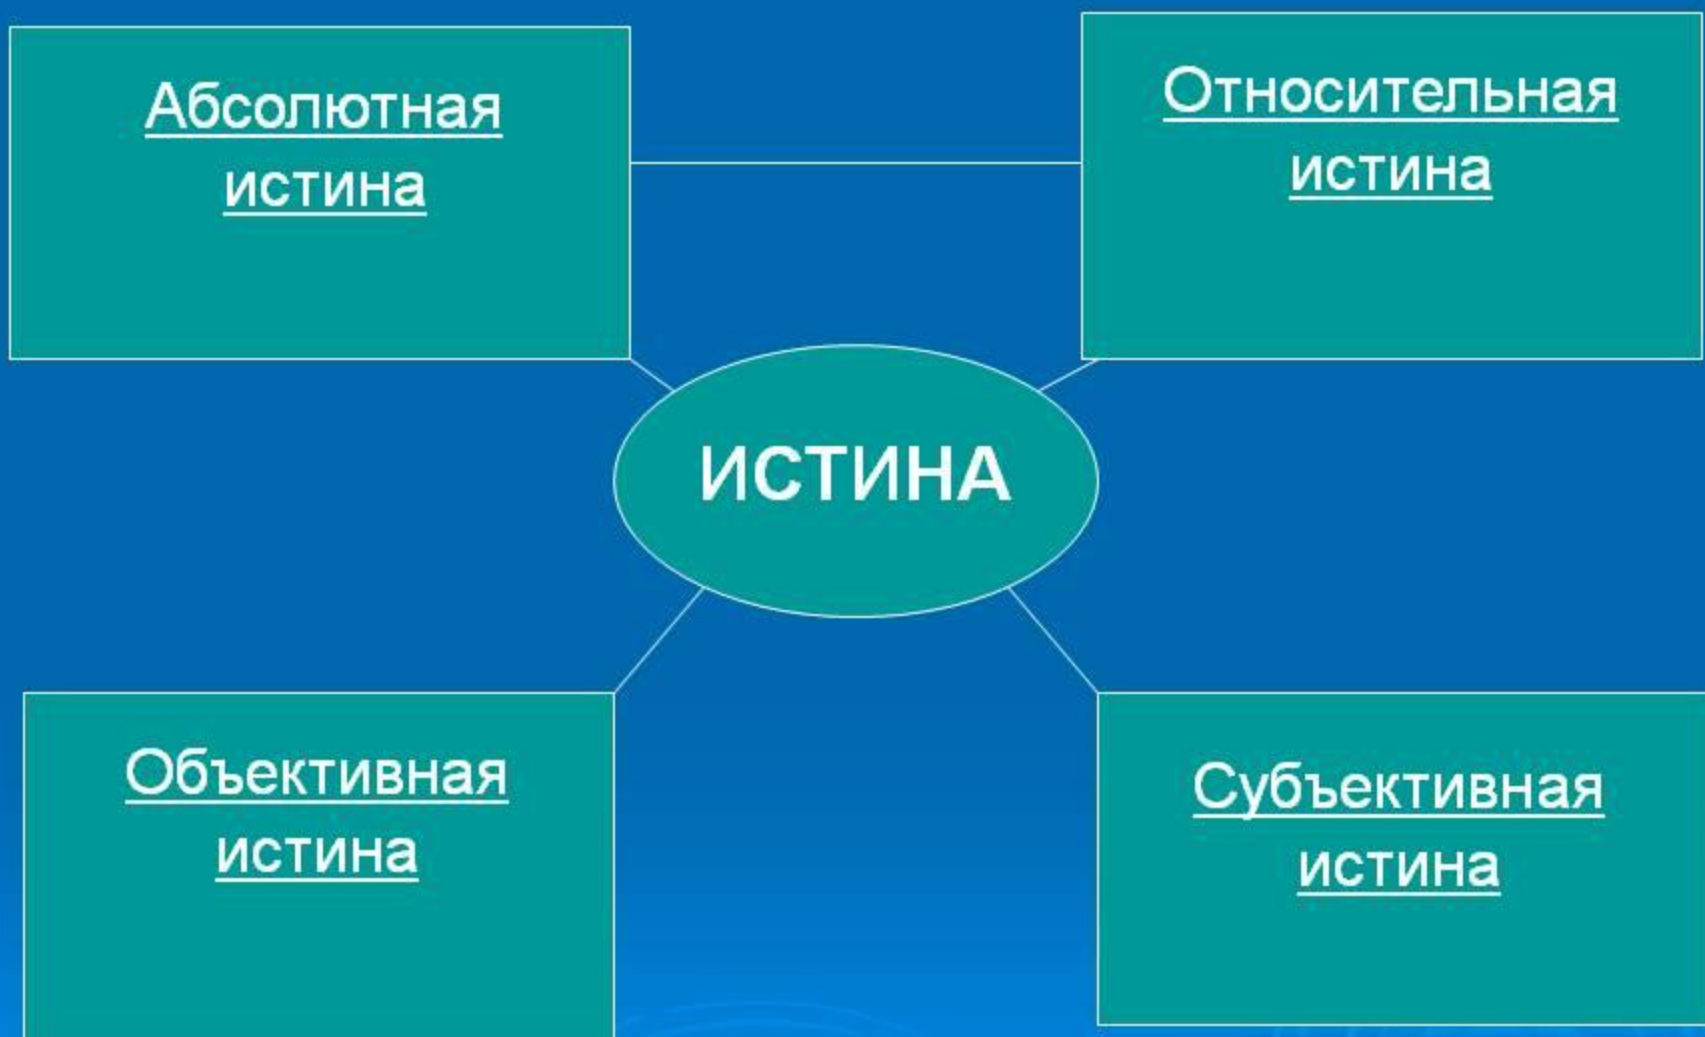 Абсолютная
истина
Относительная
истина
ИСТИНА
Объективная
истина
Субъективная
истина